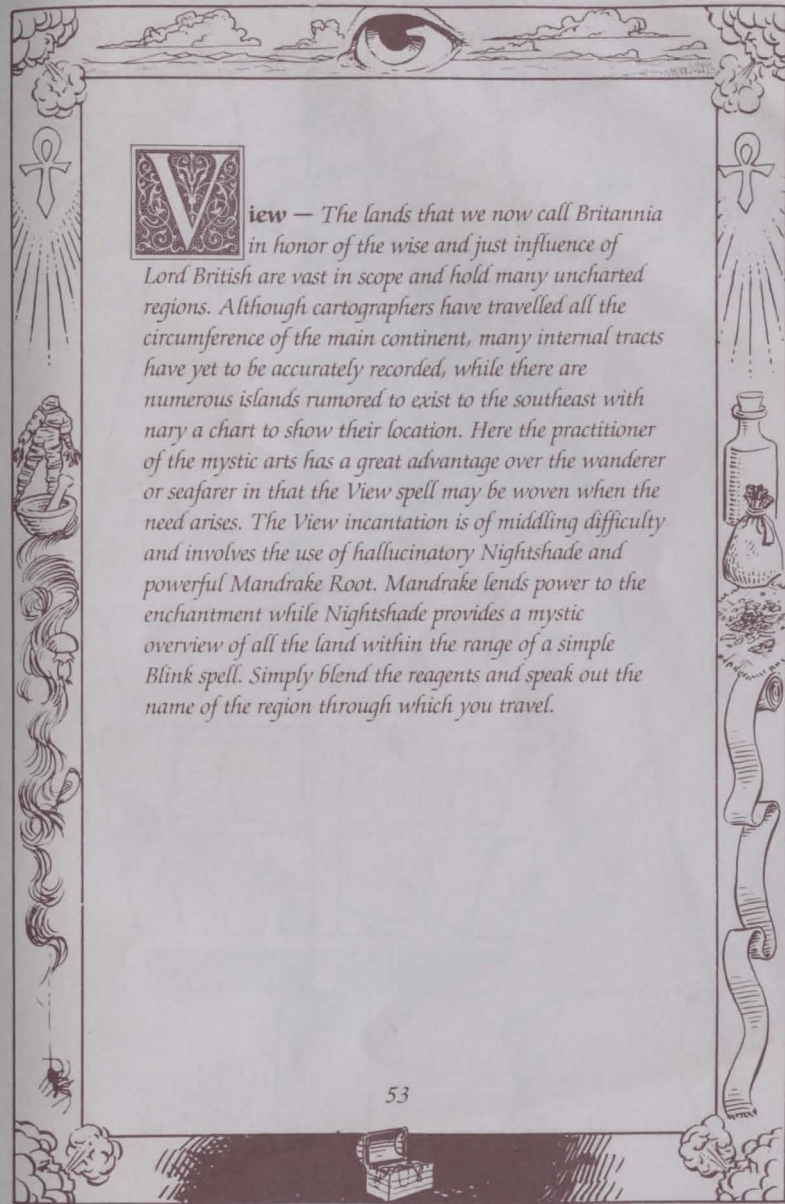 View — The lands that we now call Britannia
in honor of the wise and just influence of
Lord British are vast in scope and hold many uncharted
regions. Although cartographers have travelled all the
circumference of the main continent, many internal tracts
have yet to be accurately recorded, while there are
numerous islands rumored to exist to the southeast with
nary a chart to show their location. Here the practitioner
of the mystic arts has a great advantage over the wanderer
or seafarer in that the View spell may be woven when the
need arises. The View incantation is of middling difficulty
and involves the use of hallucinatory Nightshade and
powerful Mandrake Root. Mandrake lends power to the
enchantment while Nightshade provides a mystic
overview of all the land within the range of a simple
Blink spell. Simply blend the reagents and speak out the
name of the region through which you travel.
53